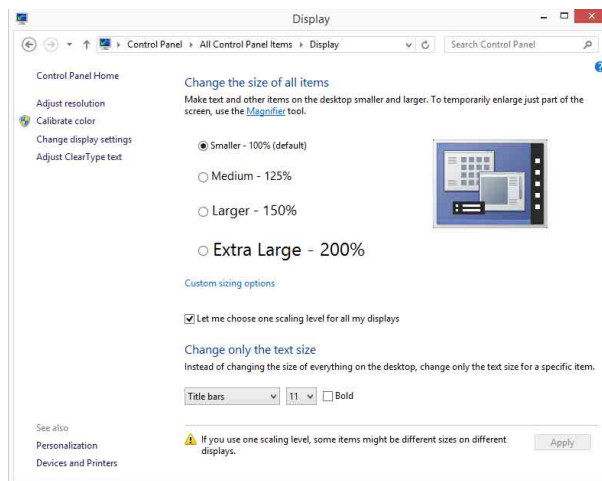 Display
Control Panel
All Control Panel Items
Display
Search Control Panel
Control Panel Home
Adjust resolution
Calibrate color
Change display settings
Adjust ClearType text
Change the size of all items
Make text and other items on the desktop smaller and larger. To temporarily enlarge just part of the
screen, use the Magnifier tool.
Smaller - 100% (default)
Medium - 125%
Larger - 150%
Extra Large - 200%
Custom sizing options
Let me choose one scaling level for all my displays
Change only the text size
Instead of changing the size of everything on the desktop, change only the text size for a specific item.
Title bars 11 Bold
If you use one scaling level, some items might be different sizes on different
displays.
Apply
See also
Personalization
Devices and Printers